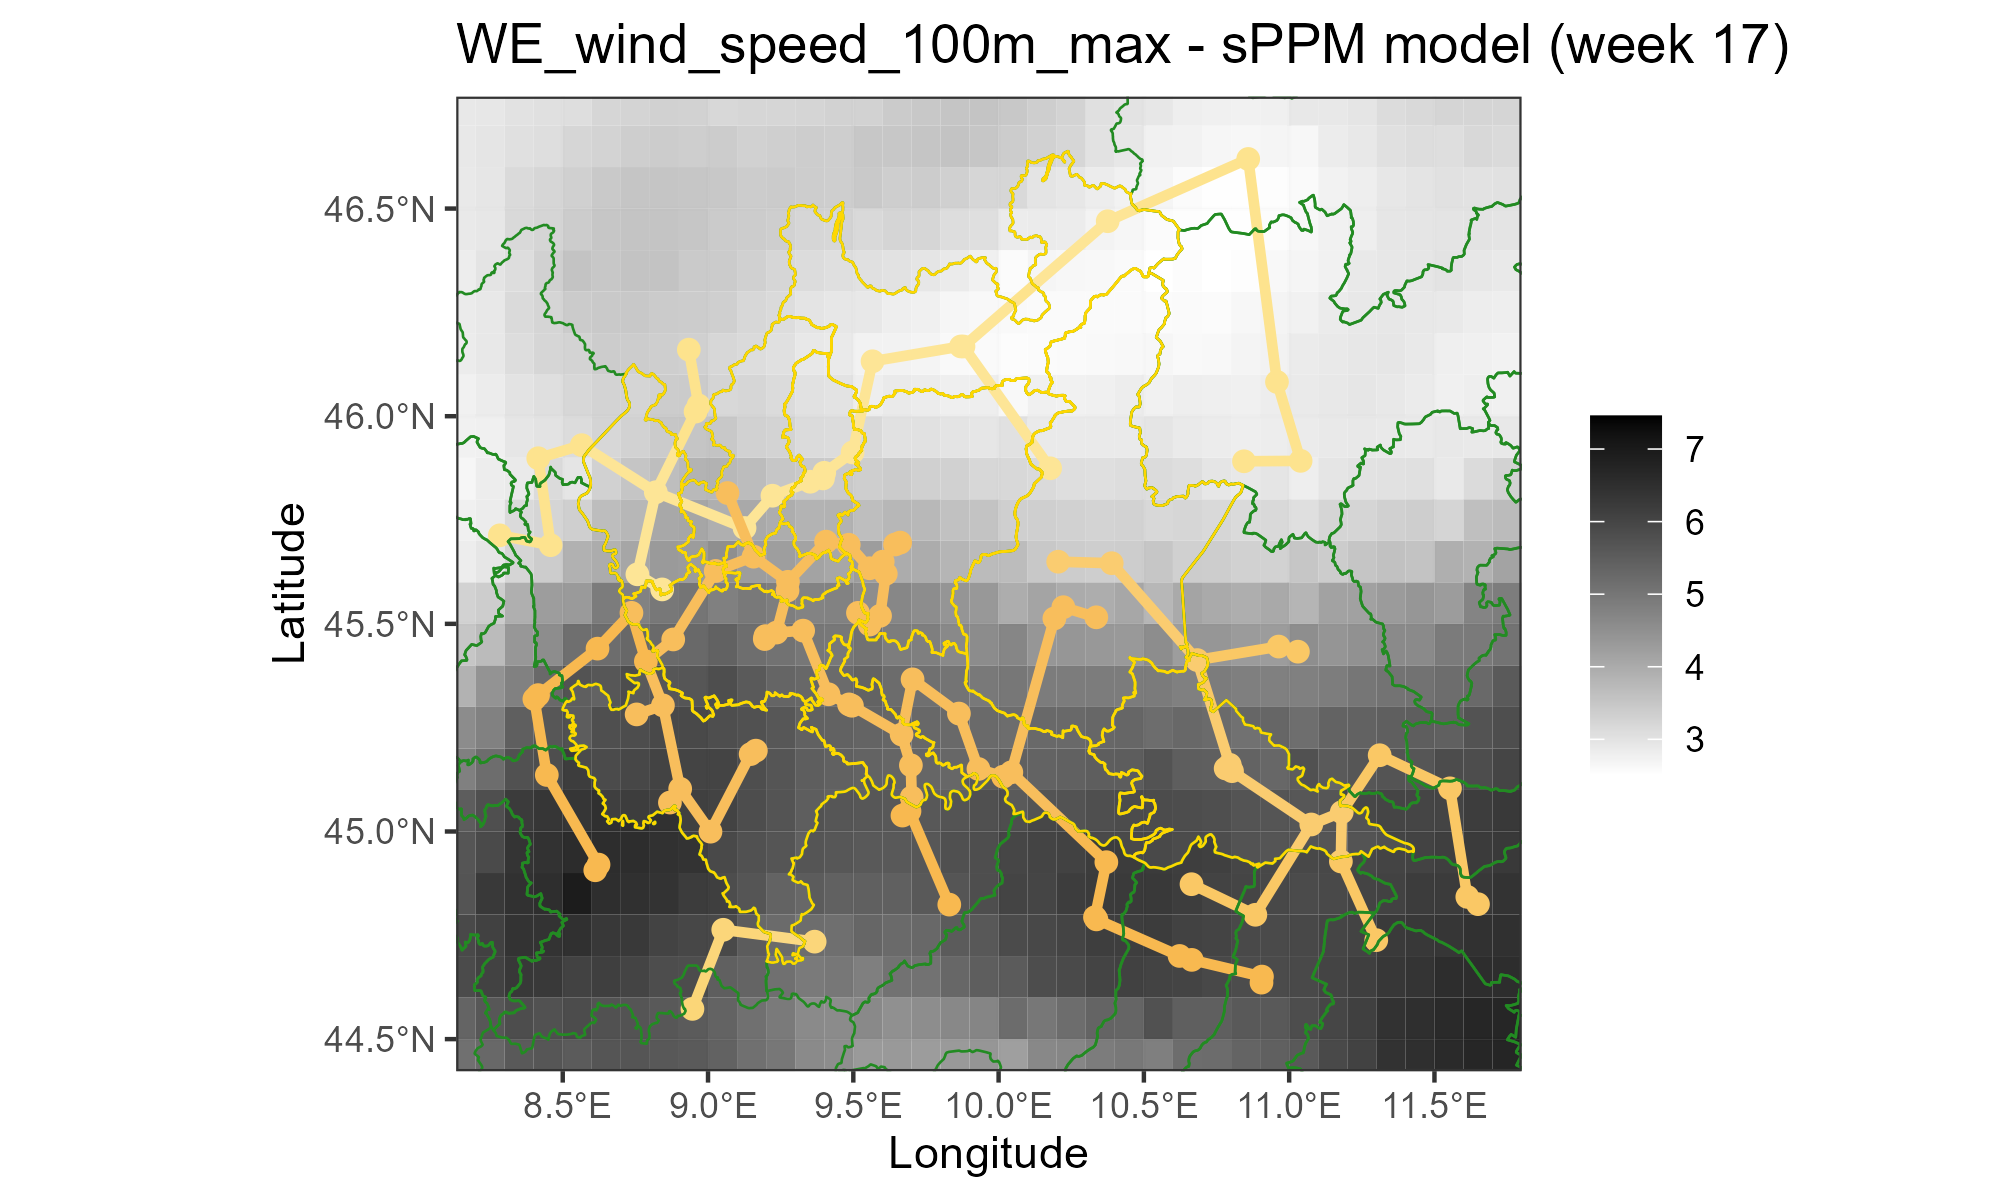 WE_wind_speed_100m_max - sPPM model (week 17)
46.5°N
46.0°N
45.5°N
45.0°N
44.5°N
Latitude
8.5°E 9.0°E 9.5°E 10.0°E 10.5°E 11.0°E 11.5°E
Longitude
7
6
5
4
3